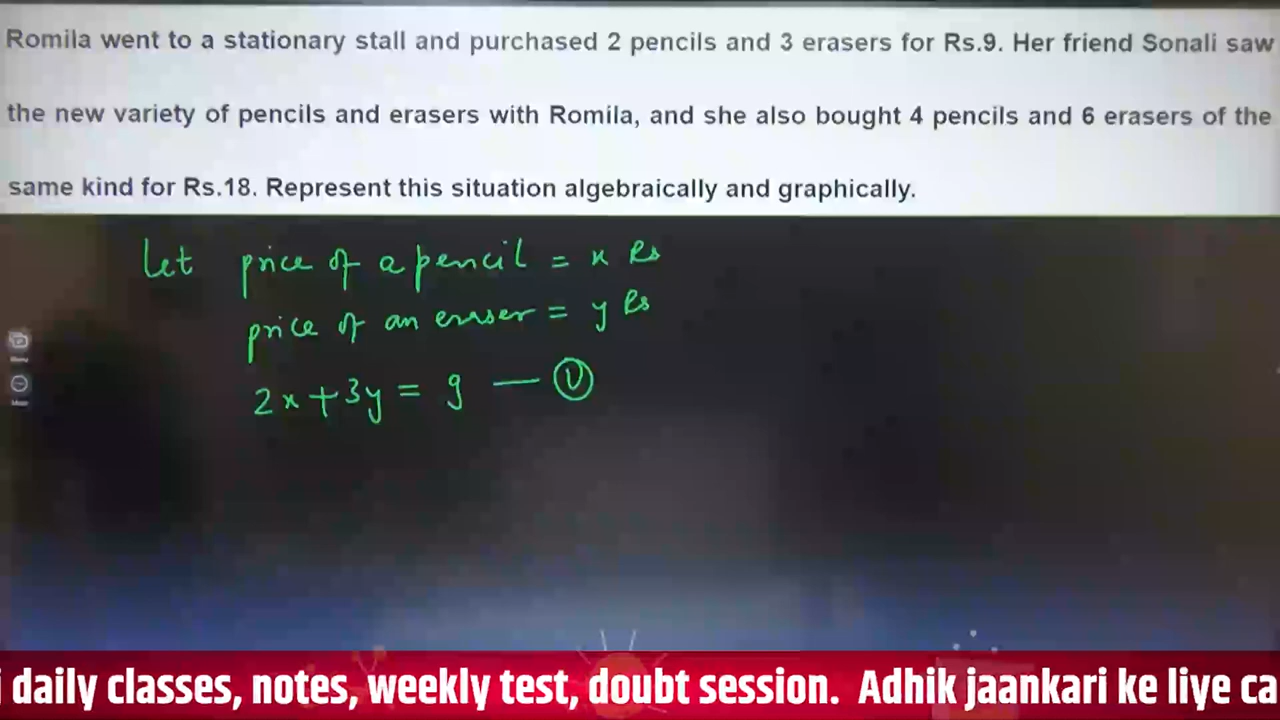 Romila went to a stationary stall and purchased 2 pencils and 3 erasers for Rs.9. Her friend Sonali saw
the new variety of pencils and erasers with Romila, and she also bought 4 pencils and 6 erasers of the
same kind for Rs.18. Represent this situation algebraically and graphically.
Let price of a pencil = x Rs
price of an eraser = y Rs
2x+3y = 9 — ①
daily classes, notes, weekly test, doubt session. Adhik jaankari ke liye ca